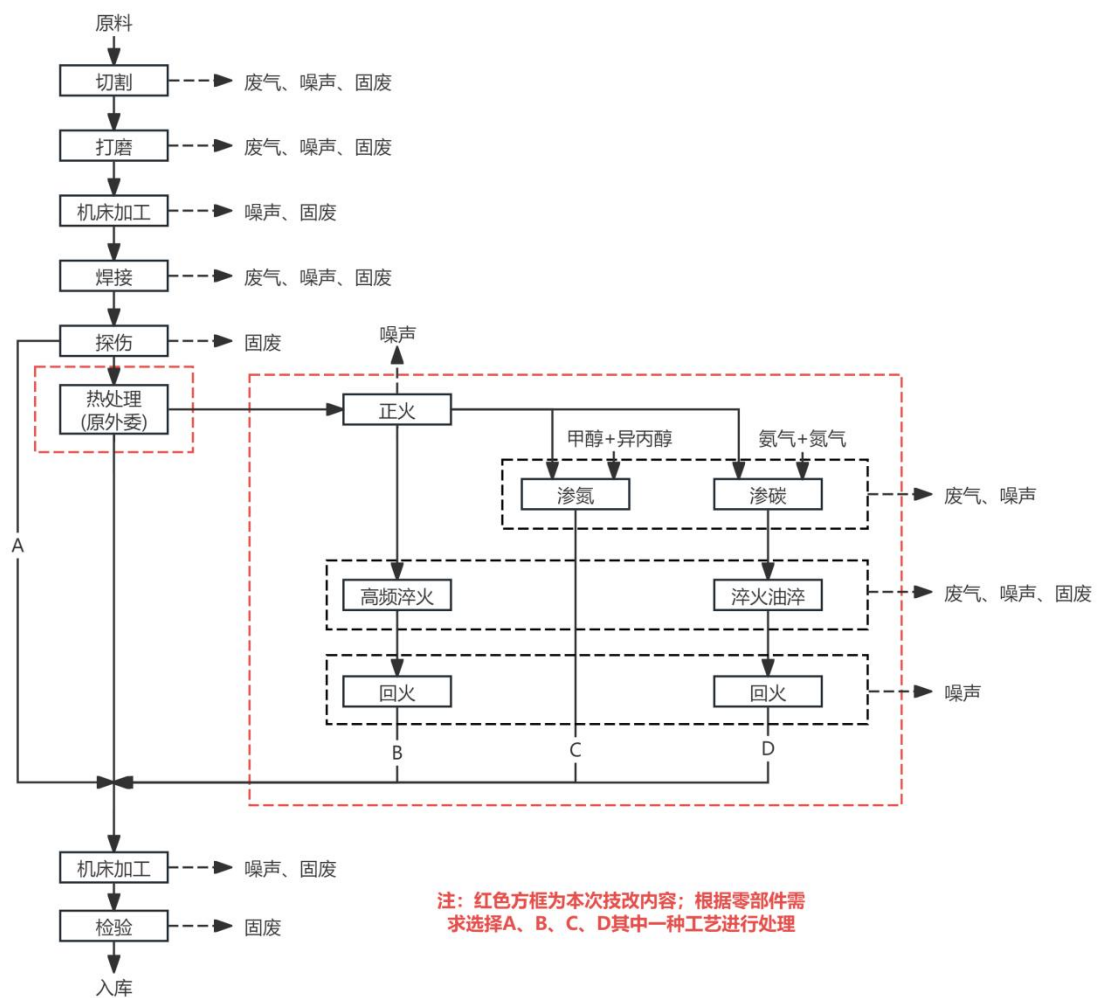 原料
切割
废气、噪声、固废
打磨
废气、噪声、固废
机床加工
噪声、固废
焊接
废气、噪声、固废
探伤
固废
噪声
热处理
(原外委)
正火
甲醇+异丙醇
氨气+氮气
渗氮
渗碳
废气、噪声
A
高频淬火
淬火油淬
废气、噪声、固废
回火
回火
噪声
B
C
D
机床加工
噪声、固废
检验
固废
入库
注：红色方框为本次技改内容；根据零部件需
求选择A、B、C、D其中一种工艺进行处理